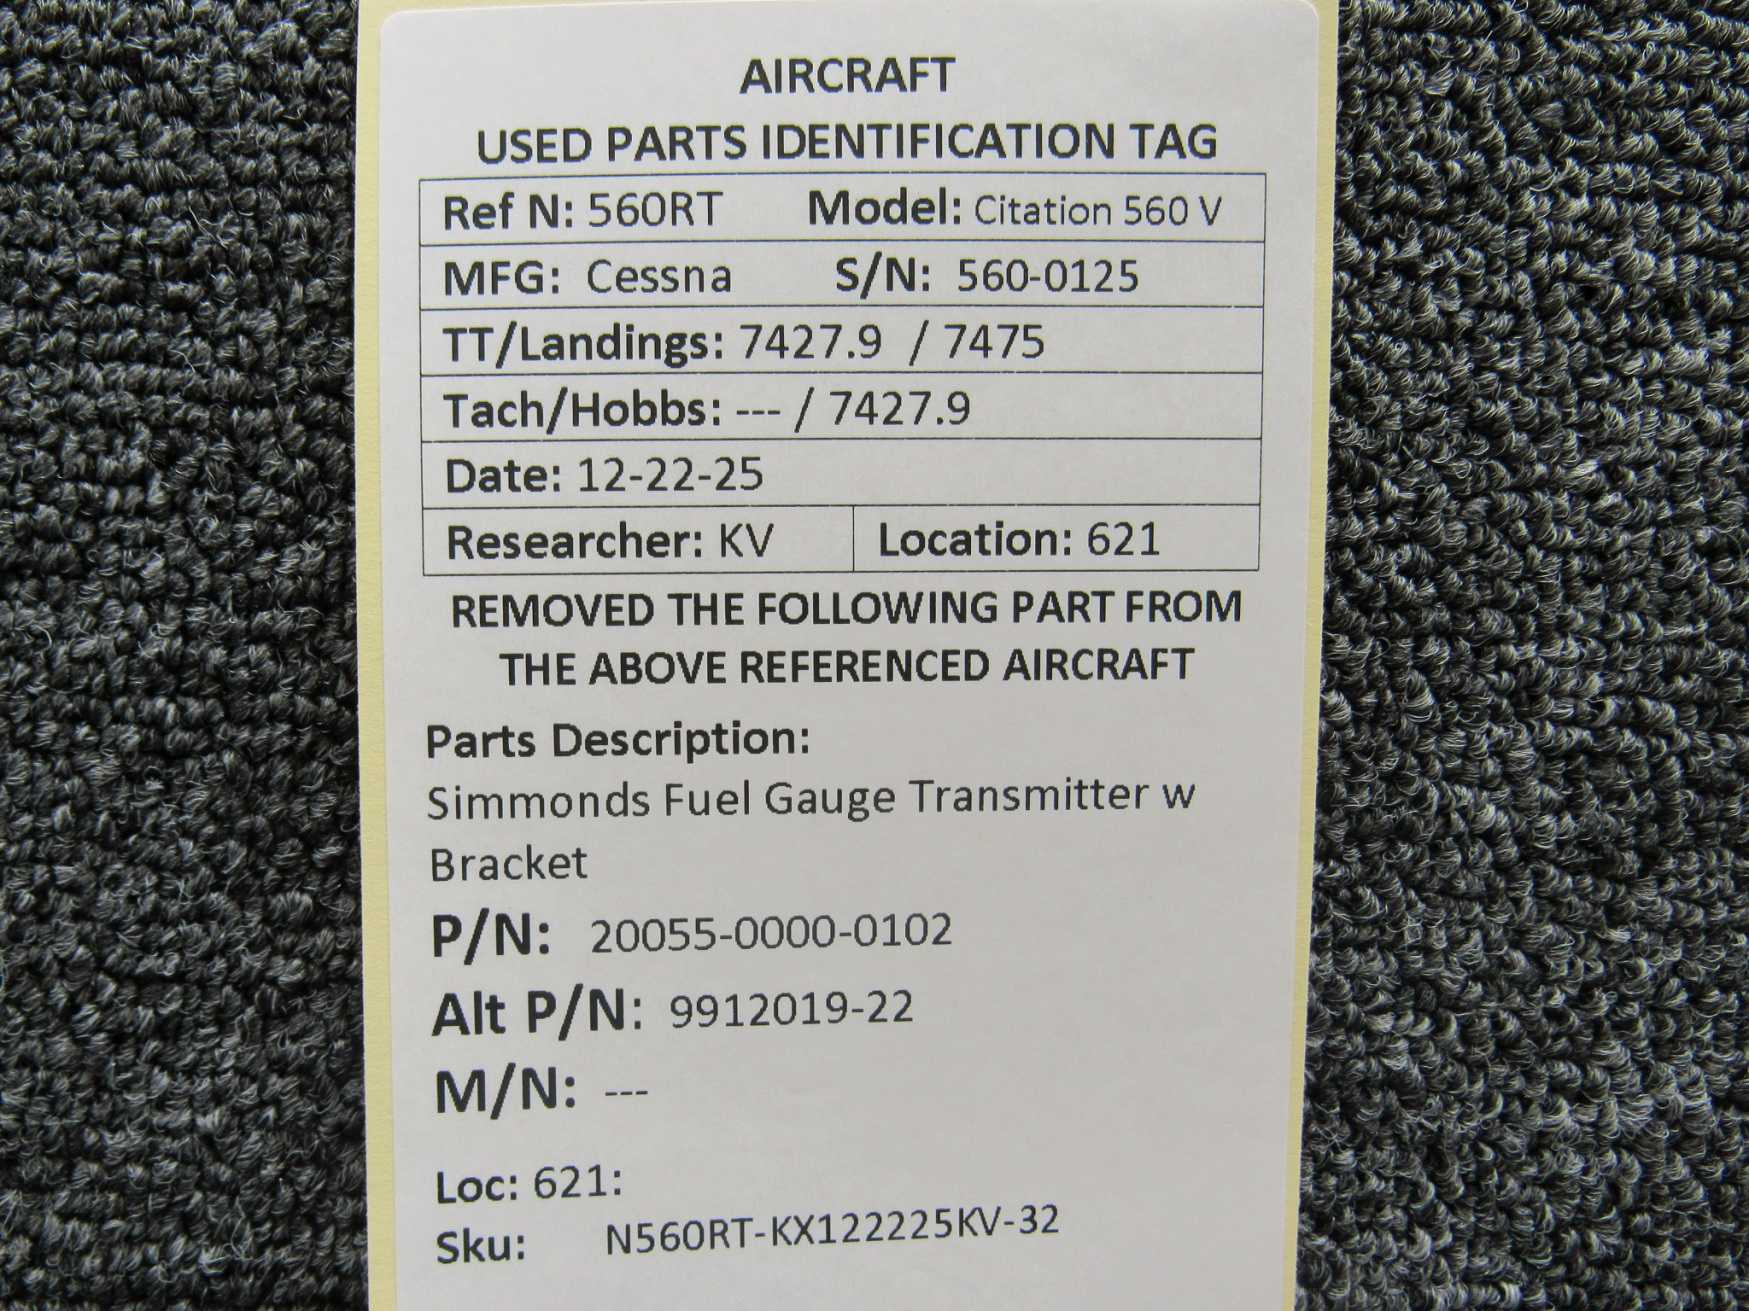 AIRCRAFT
USED PARTS IDENTIFICATION TAG
Ref N: 560RT Model: Citation 560 V
MFG: Cessna S/N: 560-0125
TT/Landings: 7427.9 / 7475
Tach/Hobbs: --- / 7427.9
Date: 12-22-25
Researcher: KV Location: 621
REMOVED THE FOLLOWING PART FROM
THE ABOVE REFERENCED AIRCRAFT
Parts Description:
Simmonds Fuel Gauge Transmitter w
Bracket
P/N: 20055-0000-0102
Alt P/N: 9912019-22
M/N: ---
Loc: 621:
Sku: N560RT-KX122225KV-32